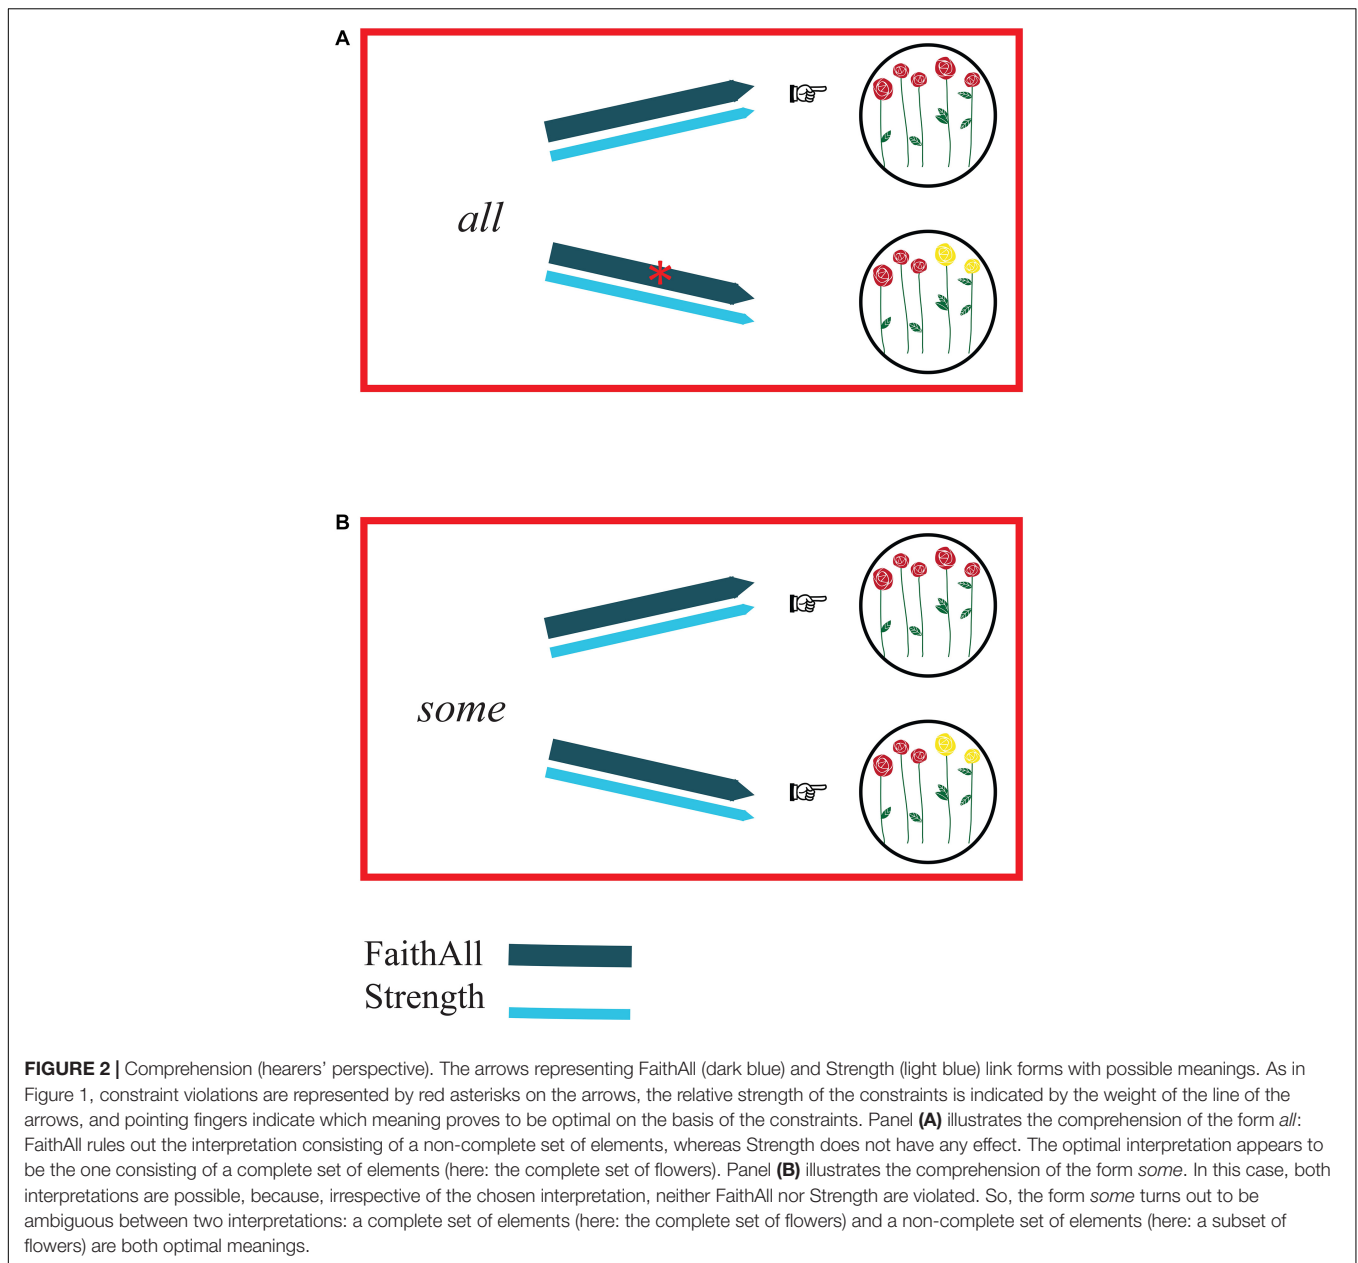 A
all
B
some
FaithAll
Strength
FIGURE 2 | Comprehension (hearers' perspective). The arrows representing FaithAll (dark blue) and Strength (light blue) link forms with possible meanings. As in
Figure 1, constraint violations are represented by red asterisks on the arrows, the relative strength of the constraints is indicated by the weight of the line of the
arrows, and pointing fingers indicate which meaning proves to be optimal on the basis of the constraints. Panel (A) illustrates the comprehension of the form all:
FaithAll rules out the interpretation consisting of a non-complete set of elements, whereas Strength does not have any effect. The optimal interpretation appears to
be the one consisting of a complete set of elements (here: the complete set of flowers). Panel (B) illustrates the comprehension of the form some. In this case, both
interpretations are possible, because, irrespective of the chosen interpretation, neither FaithAll nor Strength are violated. So, the form some turns out to be
ambiguous between two interpretations: a complete set of elements (here: the complete set of flowers) and a non-complete set of elements (here: a subset of
flowers) are both optimal meanings.